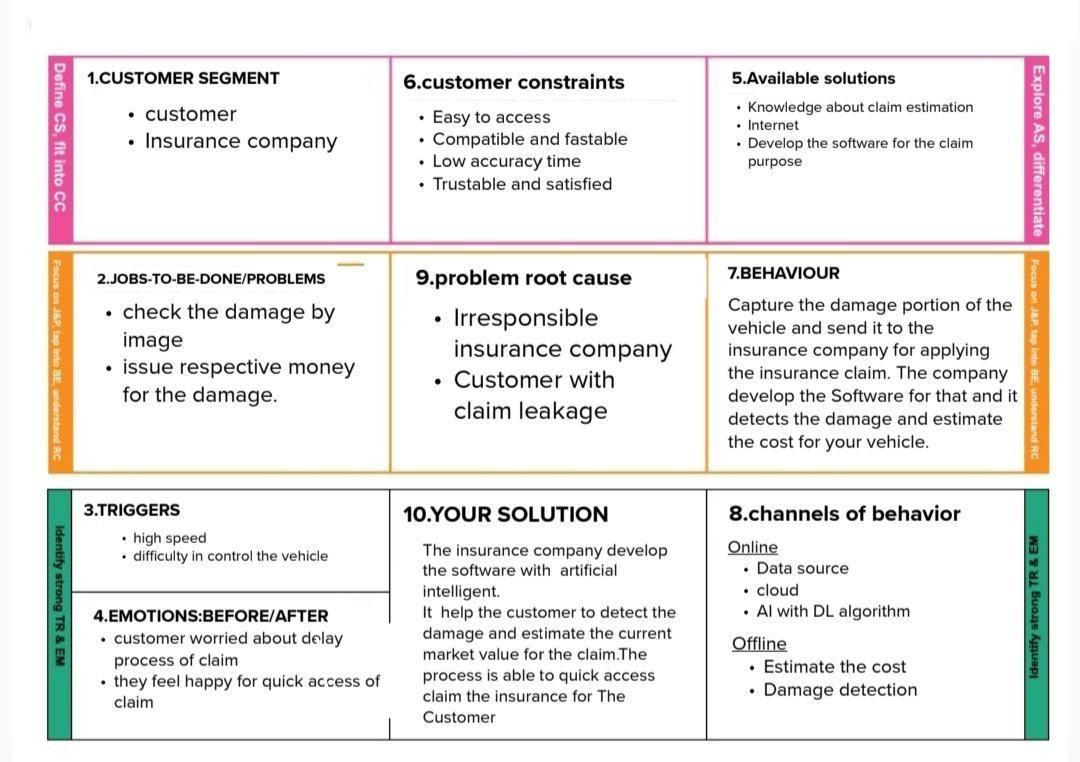 Define CS, fit into CC
1.CUSTOMER SEGMENT
• customer
• Insurance company
6.customer constraints
• Easy to access
• Compatible and fastable
• Low accuracy time
• Trustable and satisfied
5.Available solutions
• Knowledge about claim estimation
• Internet
• Develop the software for the claim
purpose
Explore AS, differentiate
Focus on J&P, tap into BE, understand RC
2.JOBS-TO-BE-DONE/PROBLEMS
• check the damage by
image
• issue respective money
for the damage.
9.problem root cause
• Irresponsible
insurance company
• Customer with
claim leakage
7.BEHAVIOUR
Capture the damage portion of the
vehicle and send it to the
insurance company for applying
the insurance claim. The company
develop the Software for that and it
detects the damage and estimate
the cost for your vehicle.
Focus on J&P, tap into BE, understand RC
Identify strong TR & EM
3.TRIGGERS
• high speed
• difficulty in control the vehicle
4.EMOTIONS:BEFORE/AFTER
• customer worried about delay
process of claim
• they feel happy for quick access of
claim
10.YOUR SOLUTION
The insurance company develop
the software with artificial
intelligent.
It help the customer to detect the
damage and estimate the current
market value for the claim.The
process is able to quick access
claim the insurance for The
Customer
8.channels of behavior
Online
• Data source
• cloud
• AI with DL algorithm
Offline
• Estimate the cost
• Damage detection
Identify strong TR & EM